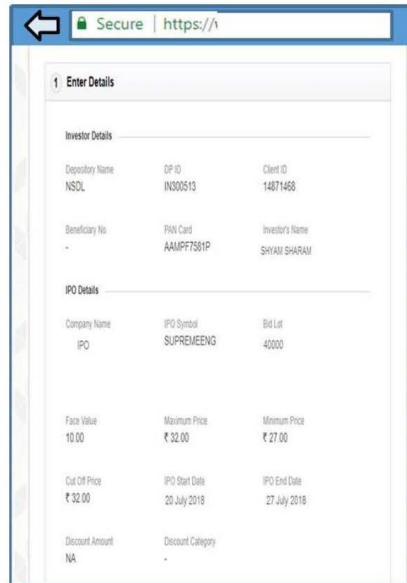 Secure | https://
1 Enter Details
Investor Details
Depository Name DP ID Client ID
NSDL IN300513 14871468
Beneficiary No PAN Card Investor's Name
- AAMPF7581P SHYAM SHARAM
IPO Details
Company Name IPO Symbol Bid Lot
IPO SUPREMEENG 40000
Face Value Maximum Price Minimum Price
10.00 ₹ 32.00 ₹ 27.00
Cut Off Price IPO Start Date IPO End Date
₹ 32.00 20 July 2018 27 July 2018
Discount Amount Discount Category
NA -